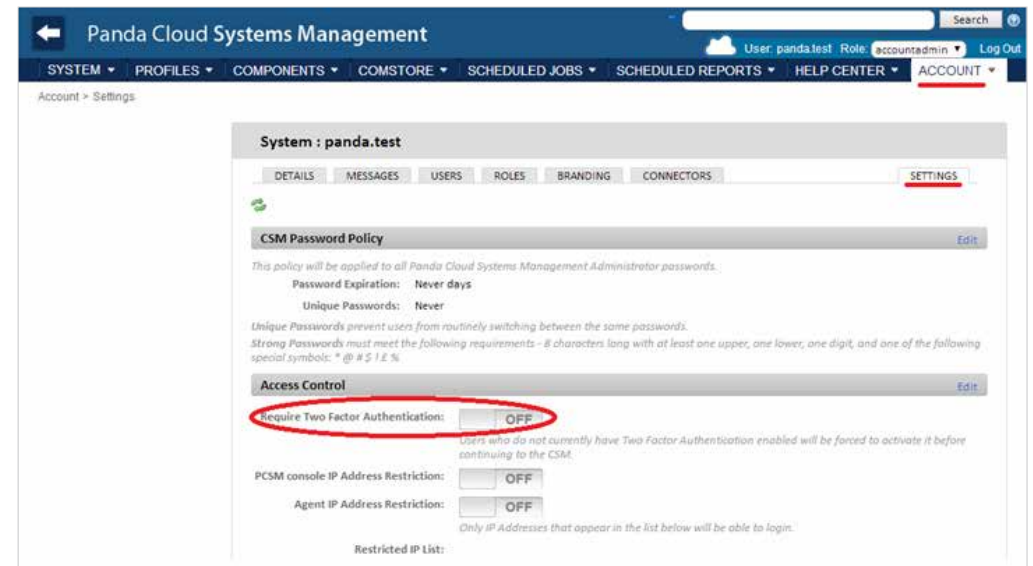 Search
Panda Cloud Systems Management
User: panda.test Role: accountadmin Log Out
SYSTEM PROFILES COMPONENTS COMSTORE SCHEDULED JOBS SCHEDULED REPORTS HELP CENTER ACCOUNT
Account > Settings
System : panda.test
DETAILS MESSAGES USERS ROLES BRANDING CONNECTORS SETTINGS
CSM Password Policy Edit
This policy will be applied to all Panda Cloud Systems Management Administrator passwords.
Password Expiration: Never days
Unique Passwords: Never
Unique Passwords prevent users from routinely switching between the same passwords.
Strong Passwords must meet the following requirements - 8 characters long with at least one upper, one lower, one digit, and one of the following
special symbols: * @ # $ ! £ %
Access Control Edit
Require Two Factor Authentication: OFF
Users who do not currently have Two Factor Authentication enabled will be forced to activate it before
continuing to the CSM.
PCSM console IP Address Restriction: OFF
Agent IP Address Restriction: OFF
Only IP Addresses that appear in the list below will be able to login.
Restricted IP List: